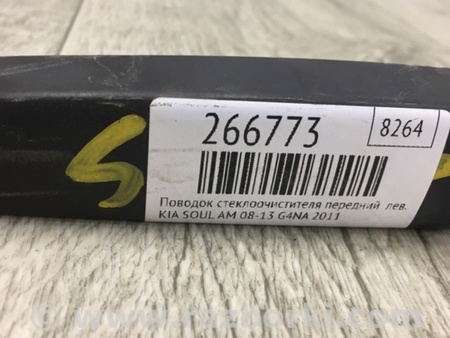 266773
8264
Поводок стеклоочистителя передний лев.
KIA SOUL AM 08-13 G4NA 2011
S